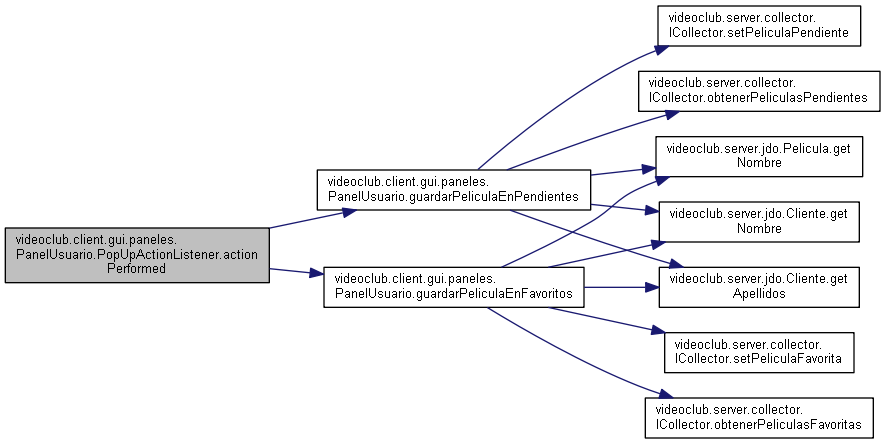 videoclub.client.gui.paneles.
PanelUsuario.PopUpActionListener.action
Performed
videoclub.client.gui.paneles.
PanelUsuario.guardarPeliculaEnPendientes
videoclub.client.gui.paneles.
PanelUsuario.guardarPeliculaEnFavoritos
videoclub.server.collector.
ICollector.setPeliculaPendiente
videoclub.server.collector.
ICollector.obtenerPeliculasPendientes
videoclub.server.jdo.Pelicula.get
Nombre
videoclub.server.jdo.Cliente.get
Nombre
videoclub.server.jdo.Cliente.get
Apellidos
videoclub.server.collector.
ICollector.setPeliculaFavorita
videoclub.server.collector.
ICollector.obtenerPeliculasFavoritas